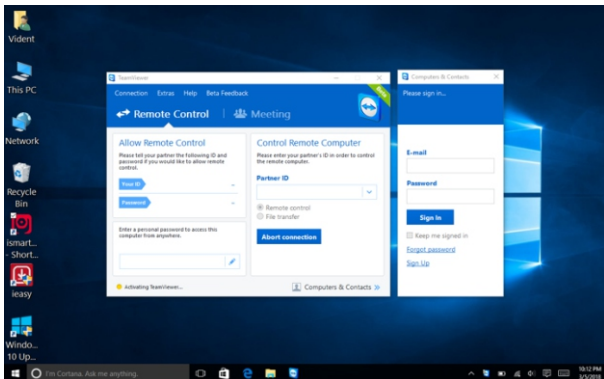 Vident
This PC
Network
Recycle
Bin
ismart...
- Short...
ieasy
Windo...
10 Up...
TeamViewer
Connection Extras Help Beta Feedback
Beta
Remote Control
Meeting
Allow Remote Control
Please tell your partner the following ID and
password if you would like to allow remote
control.
Your ID -
Password -
Enter a personal password to access this
computer from anywhere.
Control Remote Computer
Please enter your partner's ID in order to control
the remote computer.
Partner ID
Remote control
File transfer
Abort connection
Activating TeamViewer...
Computers & Contacts >>
Computers & Contacts
Please sign in...
E-mail
Password
Sign In
Keep me signed in
Forgot password
Sign Up
I'm Cortana. Ask me anything.
10:12 PM
3/5/2018